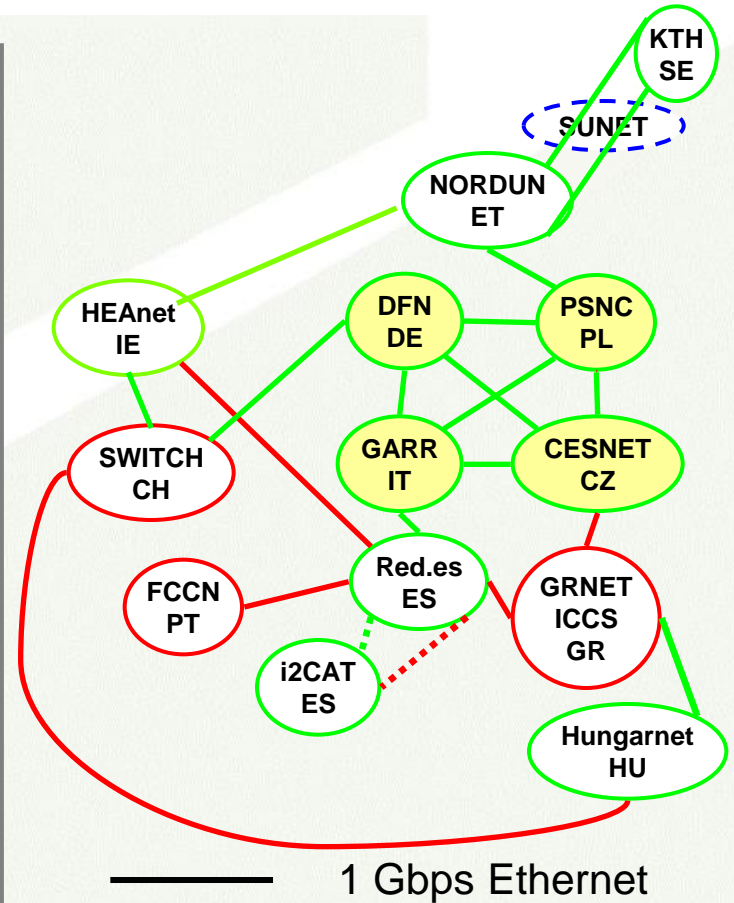 KTH
SE
SUNET
NORDUN
ET
HEAnet
IE
DFN
DE
PSNC
PL
SWITCH
CH
GARR
IT
CESNET
CZ
FCCN
PT
Red.es
ES
GRNET
ICCS
GR
i2CAT
ES
Hungarnet
HU
1 Gbps Ethernet